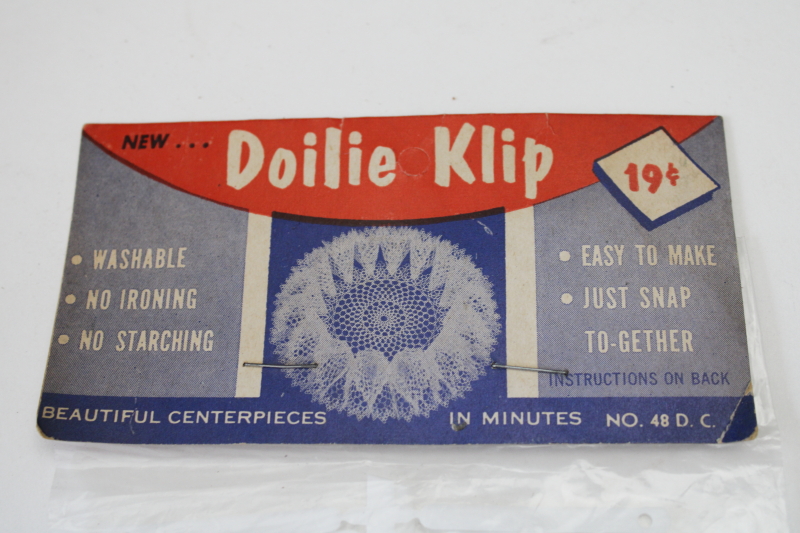 NEW...
Doilie Klip
19¢
• WASHABLE
• NO IRONING
• NO STARCHING
• EASY TO MAKE
• JUST SNAP
TO-GETHER
INSTRUCTIONS ON BACK
BEAUTIFUL CENTERPIECES IN MINUTES NO. 48 D. C.